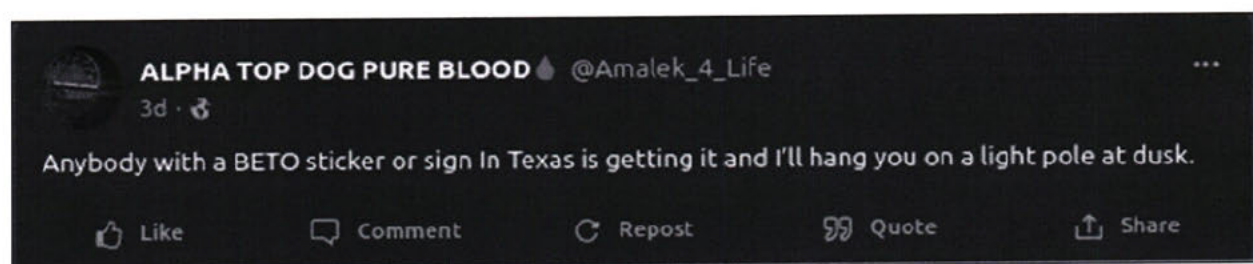 ALPHA TOP DOG PURE BLOOD🩸 @Amalek_4_Life
3d ·
Anybody with a BETO sticker or sign In Texas is getting it and I'll hang you on a light pole at dusk.
Like Comment Repost Quote Share